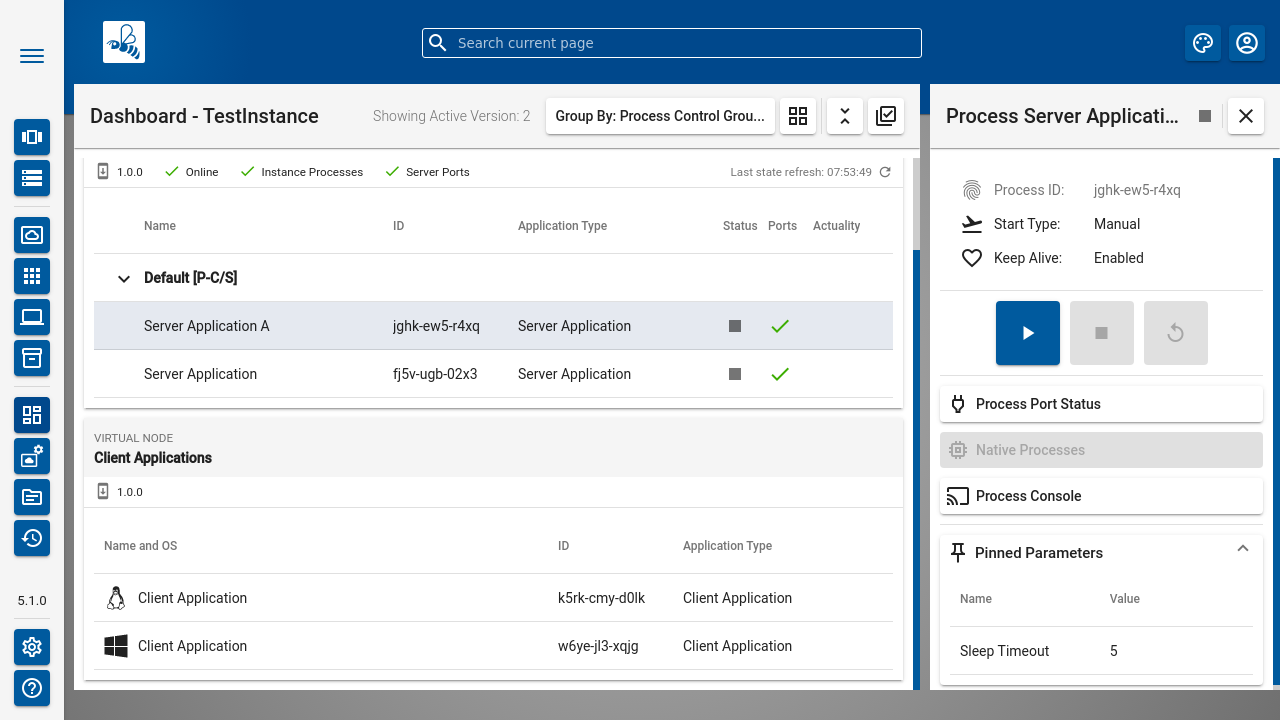 Search current page
Dashboard - TestInstance
Showing Active Version: 2
Group By: Process Control Grou...
Process Server Applicati...
1.0.0
Online
Instance Processes
Server Ports
Last state refresh: 07:53:49
Name ID Application Type Status Ports Actuality
Default [P-C/S]
Server Application A jghk-ew5-r4xq Server Application
Server Application fj5v-ugb-02x3 Server Application
VIRTUAL NODE
Client Applications
1.0.0
Name and OS ID Application Type
Client Application k5rk-cmy-d0lk Client Application
Client Application w6ye-jl3-xqjg Client Application
Process ID: jghk-ew5-r4xq
Start Type: Manual
Keep Alive: Enabled
Process Port Status
Native Processes
Process Console
Pinned Parameters
Name Value
Sleep Timeout 5
5.1.0